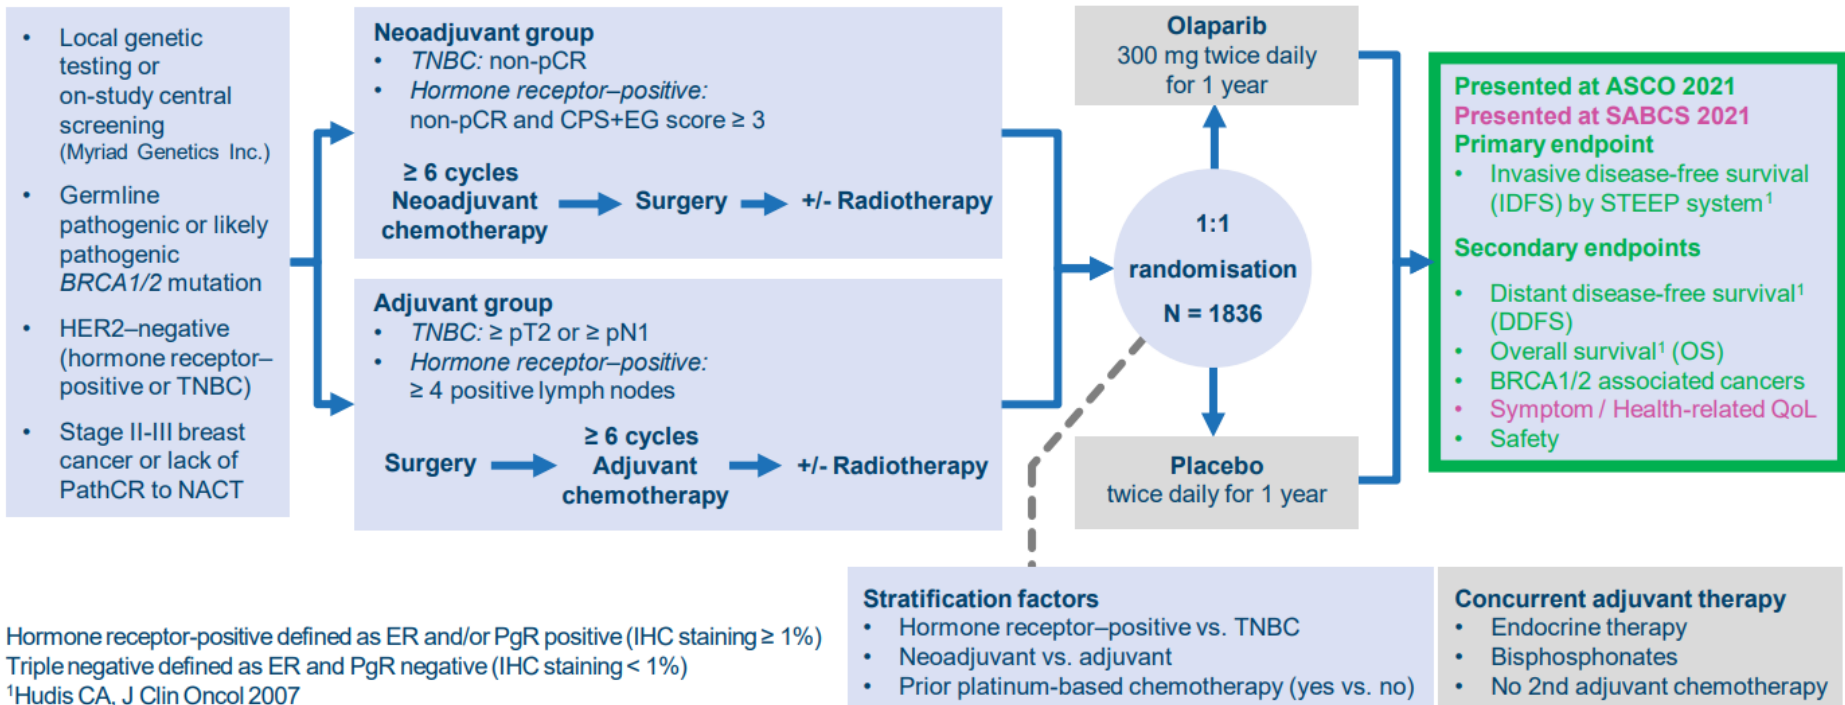 • Local genetic
testing or
on-study central
screening
(Myriad Genetics Inc.)
• Germline
pathogenic or likely
pathogenic
BRCA1/2 mutation
• HER2–negative
(hormone receptor–
positive or TNBC)
• Stage II-III breast
cancer or lack of
PathCR to NACT
Neoadjuvant group
• TNBC: non-pCR
• Hormone receptor–positive:
non-pCR and CPS+EG score ≥ 3
≥ 6 cycles
Neoadjuvant
chemotherapy
Surgery
+/- Radiotherapy
Adjuvant group
• TNBC: ≥ pT2 or ≥ pN1
• Hormone receptor–positive:
≥ 4 positive lymph nodes
Surgery
≥ 6 cycles
Adjuvant
chemotherapy
+/- Radiotherapy
Olaparib
300 mg twice daily
for 1 year
1:1
randomisation
N = 1836
Placebo
twice daily for 1 year
Presented at ASCO 2021
Presented at SABCS 2021
Primary endpoint
• Invasive disease-free survival
(IDFS) by STEEP system¹
Secondary endpoints
• Distant disease-free survival¹
(DDFS)
• Overall survival¹ (OS)
• BRCA1/2 associated cancers
• Symptom / Health-related QoL
• Safety
Stratification factors
• Hormone receptor–positive vs. TNBC
• Neoadjuvant vs. adjuvant
• Prior platinum-based chemotherapy (yes vs. no)
Concurrent adjuvant therapy
• Endocrine therapy
• Bisphosphonates
• No 2nd adjuvant chemotherapy
Hormone receptor-positive defined as ER and/or PgR positive (IHC staining ≥ 1%)
Triple negative defined as ER and PgR negative (IHC staining < 1%)
¹Hudis CA, J Clin Oncol 2007